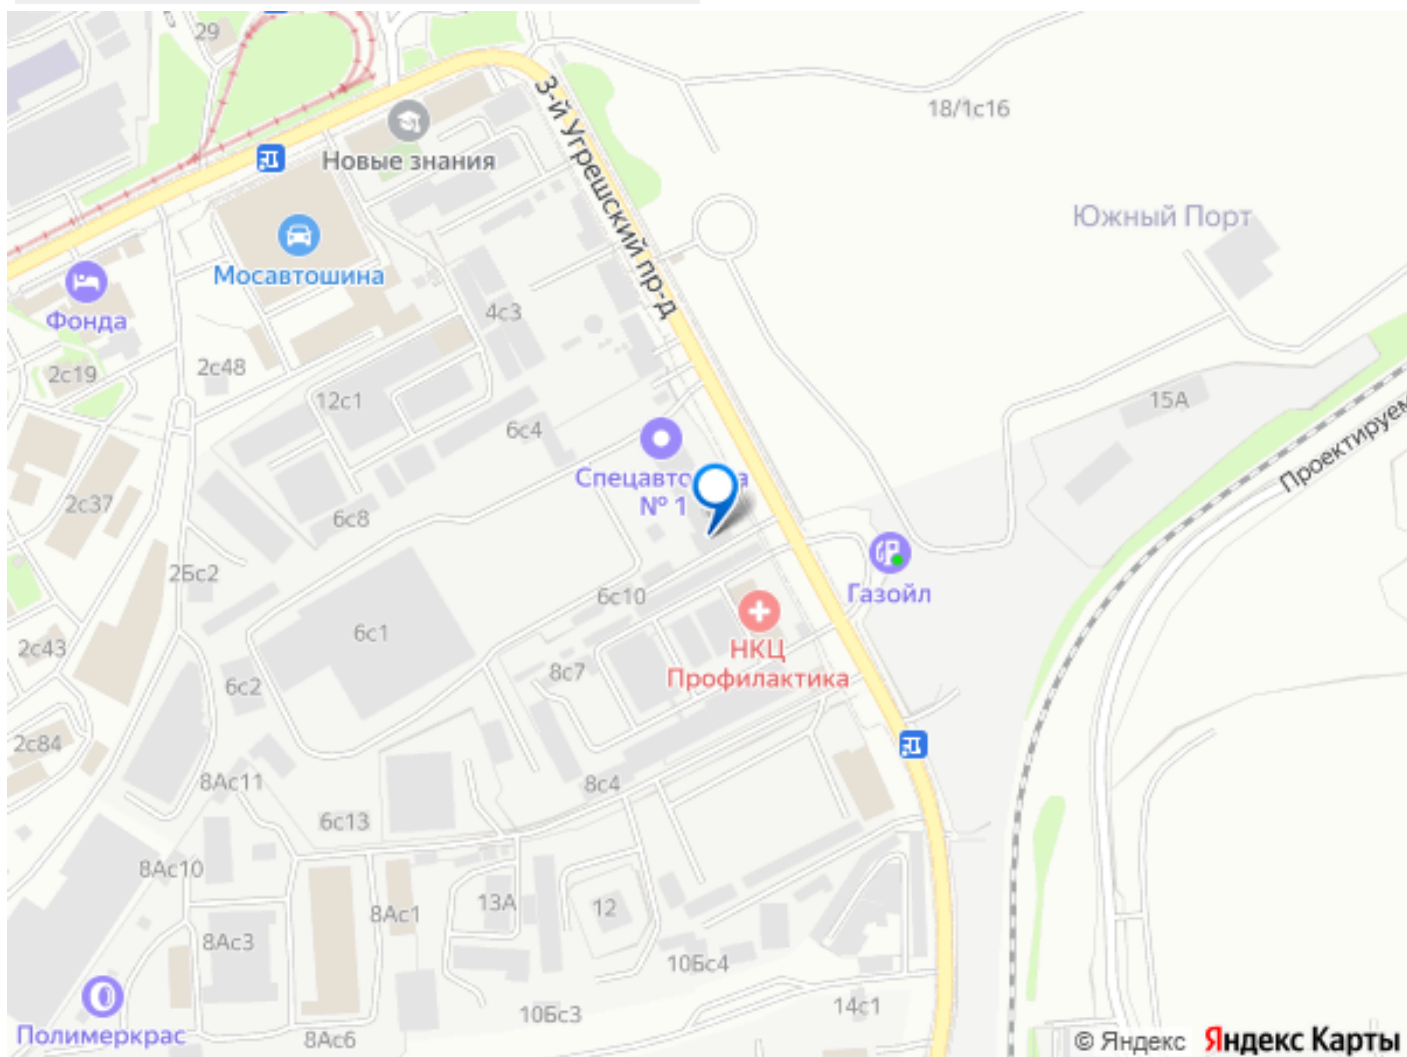 29
3-й Угрешский пр-д
18/1с16
Новые знания
Южный Порт
Мосавтошина
Фонда
4с3
2с48
2с19
12с1
15А
6с4
Спецавто
а
№ 1
2с37
6с8
Проектируем
2Бс2
Газойл
6с10
6с1
2с43
НКЦ
Профилактика
8с7
6с2
2с84
8Ас11
8с4
6с13
8Ас10
13А
12
8Ас1
8Ас3
10Бс4
14с1
10Бс3
Полимеркрас
8Ас6
© Яндекс Яндекс Карты